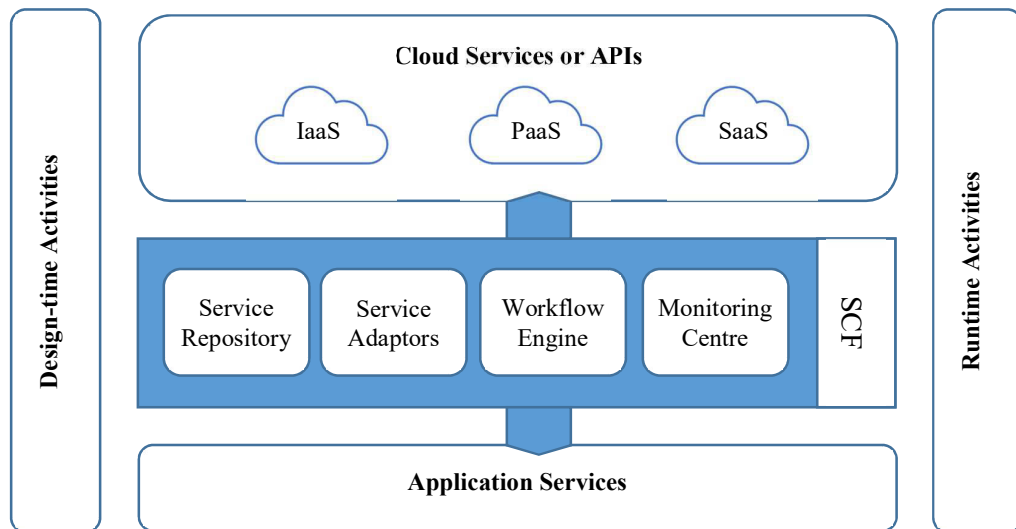 Design-time Activities
Cloud Services or APIs
IaaS
PaaS
SaaS
Service
Repository
Service
Adaptors
Workflow
Engine
Monitoring
Centre
SCF
Application Services
Runtime Activities